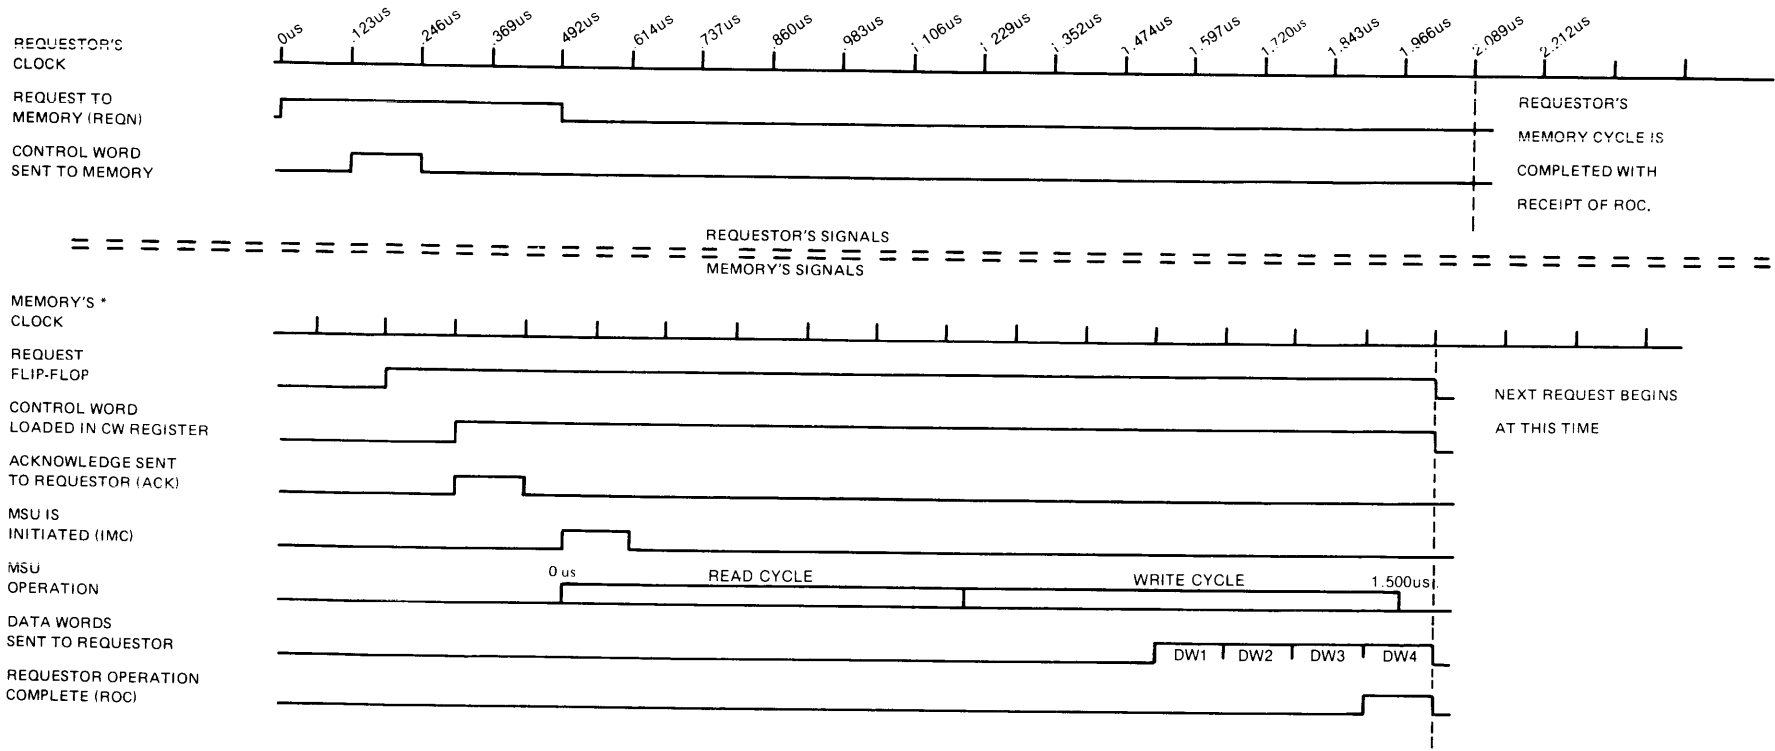 0us .123us .246us .369us .492us .614us .737us .860us .983us 1.106us 1.229us 1.352us 1.474us 1.597us 1.720us 1.843us 1.966us 2.089us 2.212us
REQUESTOR'S
CLOCK
REQUEST TO
MEMORY (REQN)
CONTROL WORD
SENT TO MEMORY
REQUESTOR'S
MEMORY CYCLE IS
COMPLETED WITH
RECEIPT OF ROC.
REQUESTOR'S SIGNALS
MEMORY'S SIGNALS
MEMORY'S *
CLOCK
REQUEST
FLIP-FLOP
NEXT REQUEST BEGINS
AT THIS TIME
CONTROL WORD
LOADED IN CW REGISTER
ACKNOWLEDGE SENT
TO REQUESTOR (ACK)
MSU IS
INITIATED (IMC)
MSU
OPERATION
0 us READ CYCLE WRITE CYCLE 1.500us
DATA WORDS
SENT TO REQUESTOR
DW1 DW2 DW3 DW4
REQUESTOR OPERATION
COMPLETE (ROC)